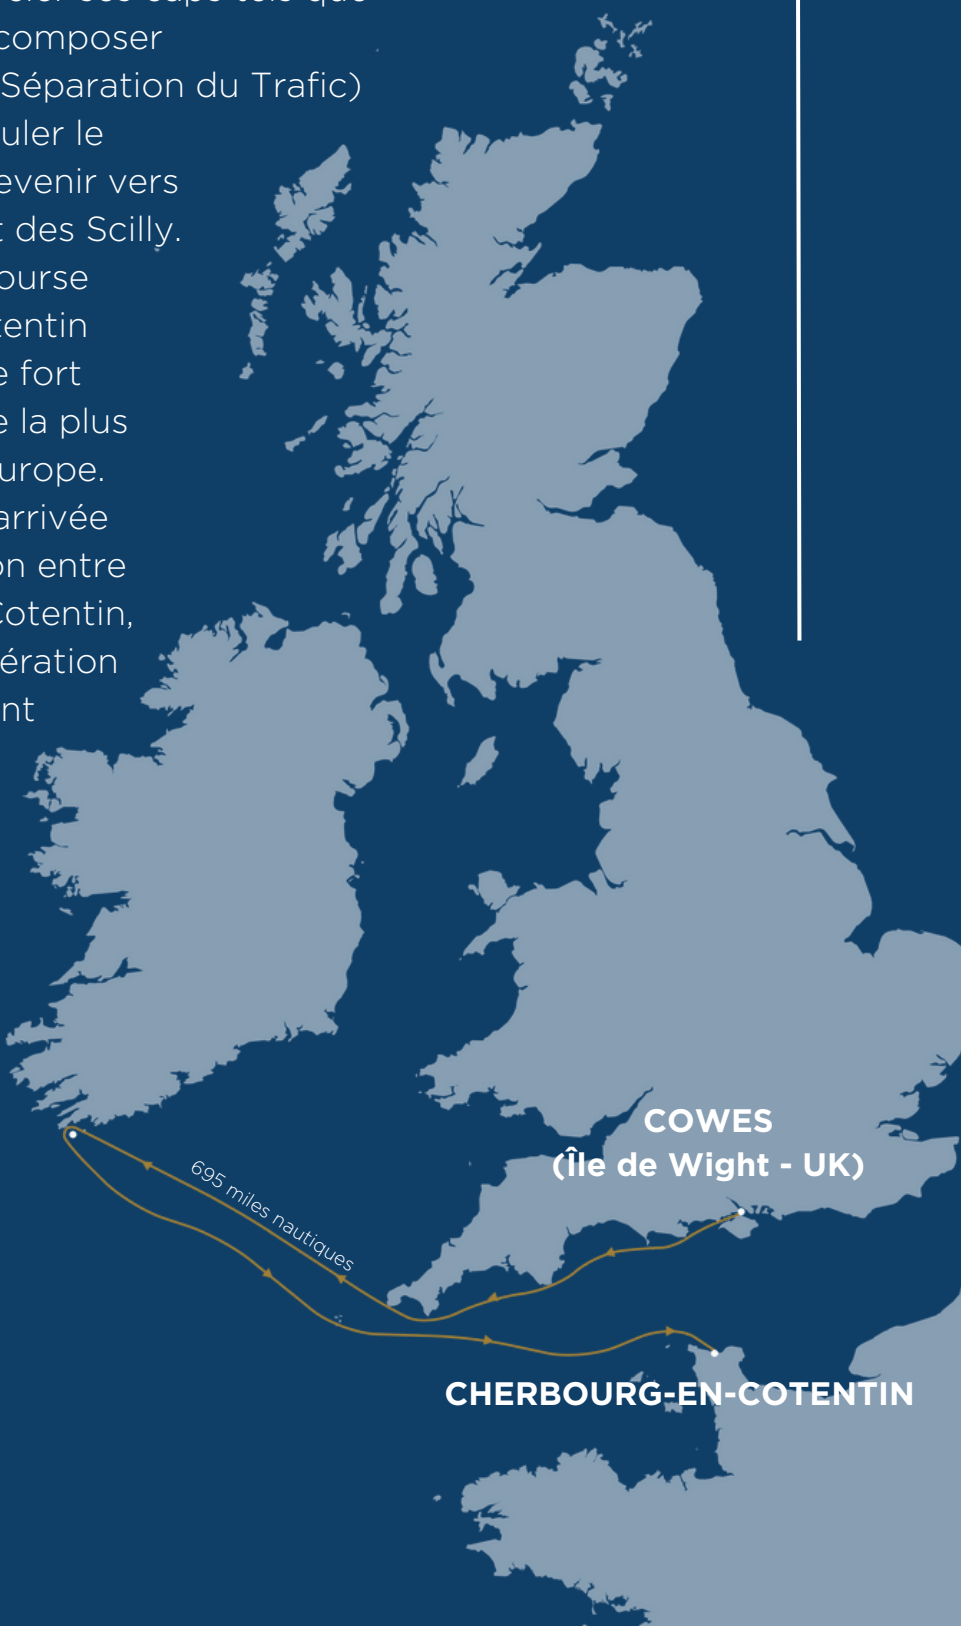 composer
Séparation du Trafic)
uler le
evenir vers
t des Scilly.
ourse
tentin
e fort
e la plus
urope.
arrivée
on entre
Cotentin,
ération
nt
COWES
(Île de Wight - UK)
695 miles nautiques
CHERBOURG-EN-COTENTIN